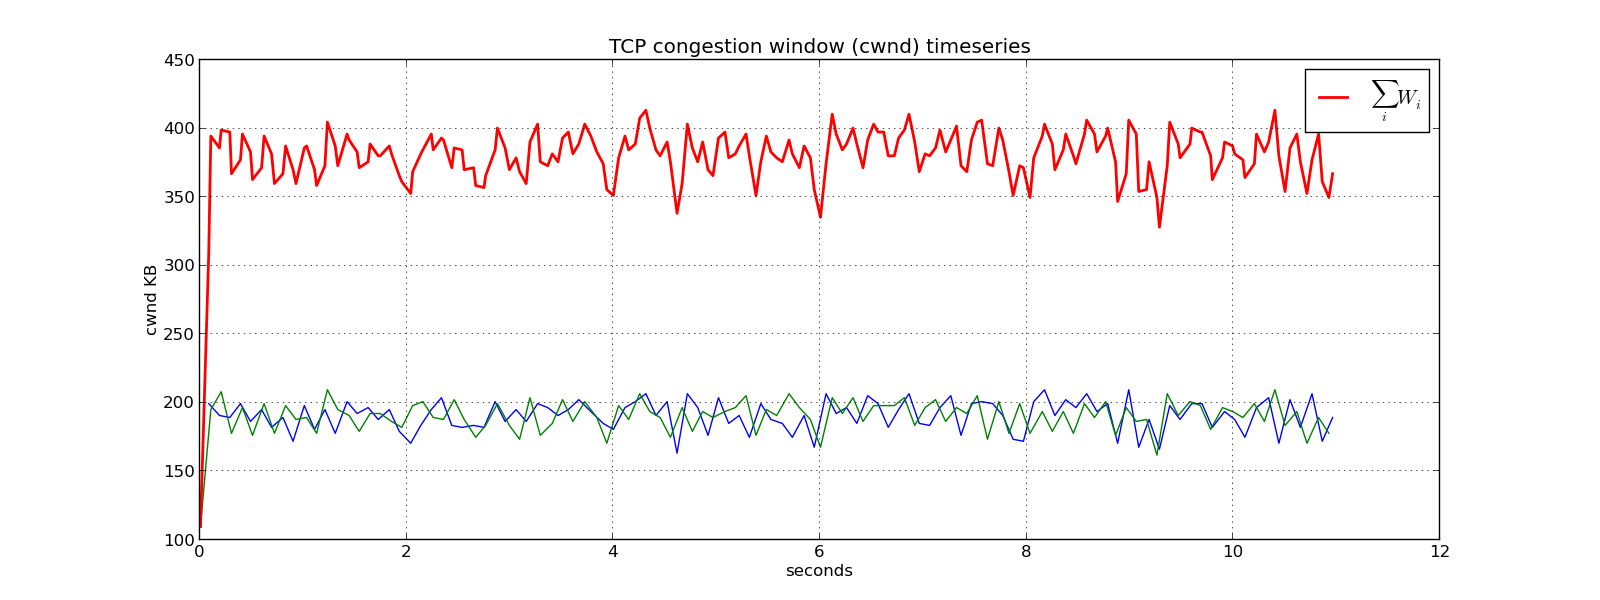 TCP congestion window (cwnd) timeseries
450
400
350
300
250
200
150
100
cwnd KB
∑W_i
i
0 2 4 6 8 10 12
seconds